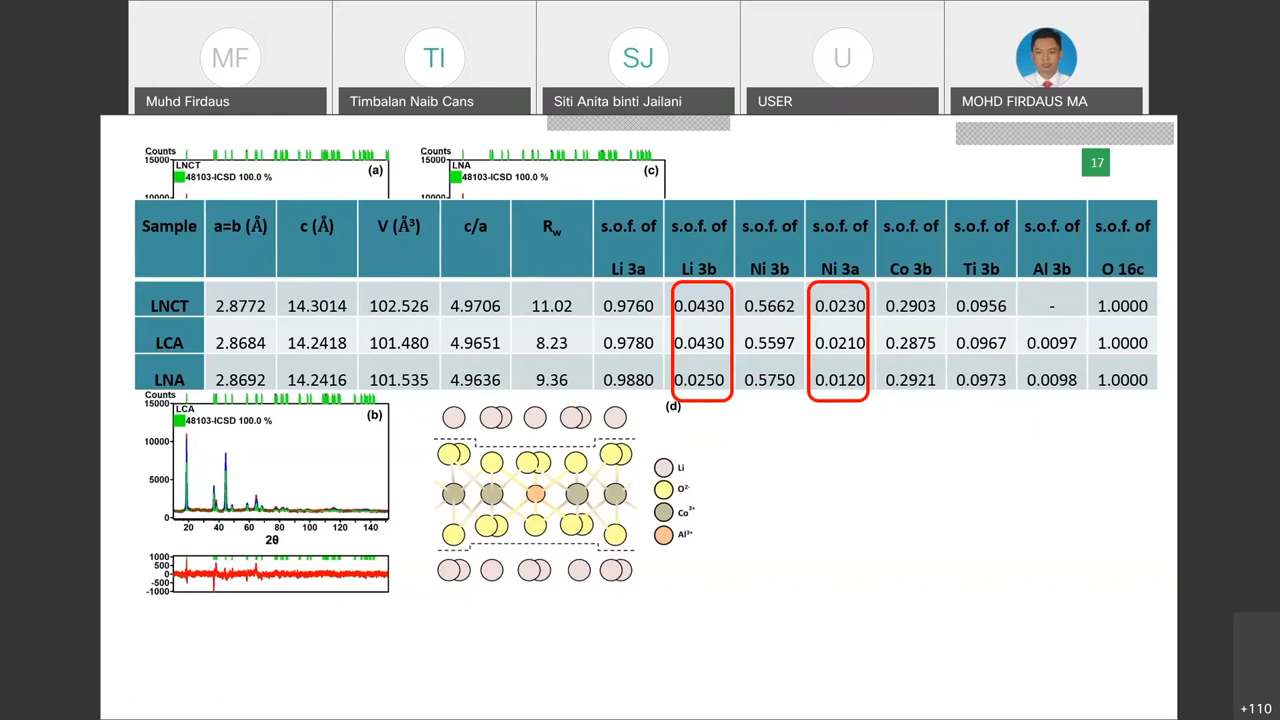 MF
TI
SJ
U
Muhd Firdaus
Timbalan Naib Cans
Siti Anita binti Jailani
USER
MOHD FIRDAUS MA
17
Counts
15000
LNCT
48103-ICSD 100.0 %
(a)
10000
Counts
15000
LNA
48103-ICSD 100.0 %
(c)
10000
Sample a=b (Å) c (Å) V (Å³) c/a Rw s.o.f. of Li 3a s.o.f. of Li 3b s.o.f. of Ni 3b s.o.f. of Ni 3a s.o.f. of Co 3b s.o.f. of Ti 3b s.o.f. of Al 3b s.o.f. of O 16c
LNCT 2.8772 14.3014 102.526 4.9706 11.02 0.9760 0.0430 0.5662 0.0230 0.2903 0.0956 - 1.0000
LCA 2.8684 14.2418 101.480 4.9651 8.23 0.9780 0.0430 0.5597 0.0210 0.2875 0.0967 0.0097 1.0000
LNA 2.8692 14.2416 101.535 4.9636 9.36 0.9880 0.0250 0.5750 0.0120 0.2921 0.0973 0.0098 1.0000
Counts
15000
LCA
48103-ICSD 100.0 %
(b)
10000
5000
0
20 40 60 80 100 120 140
2θ
1000
500
0
-500
-1000
(d)
Li
O²⁻
Co³⁺
Al³⁺
+110